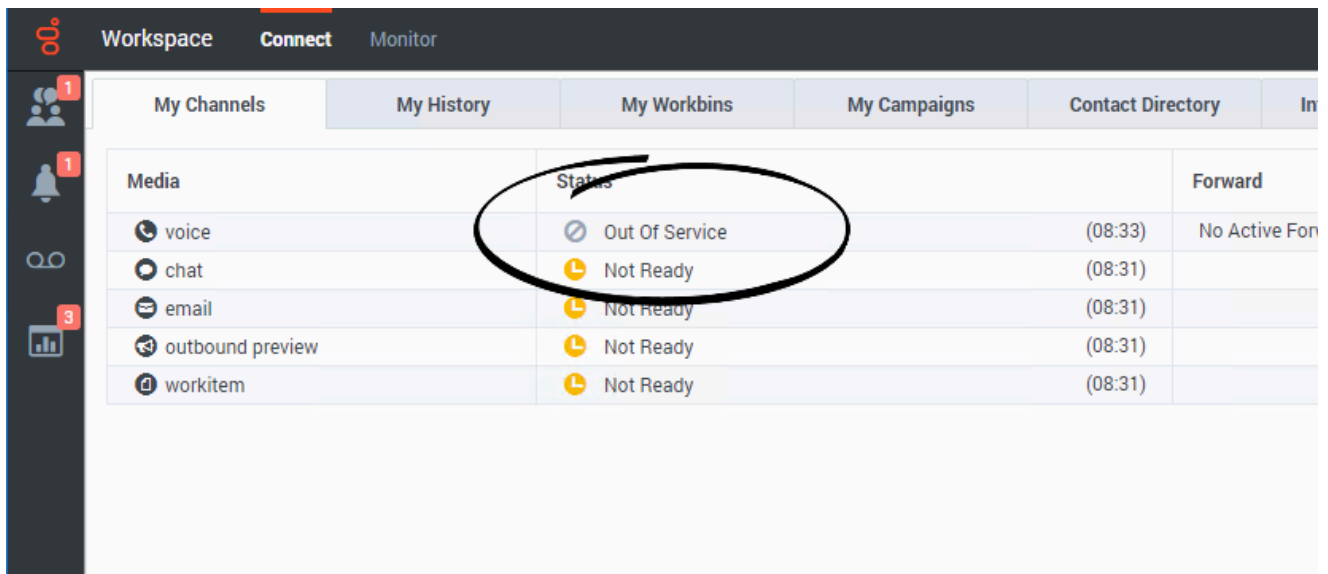 Workspace Connect Monitor
1
My Channels My History My Workbins My Campaigns Contact Directory
1
Media Status Forward
voice Out Of Service (08:33) No Active
chat Not Ready (08:31)
email Not Ready (08:31)
3
outbound preview Not Ready (08:31)
workitem Not Ready (08:31)